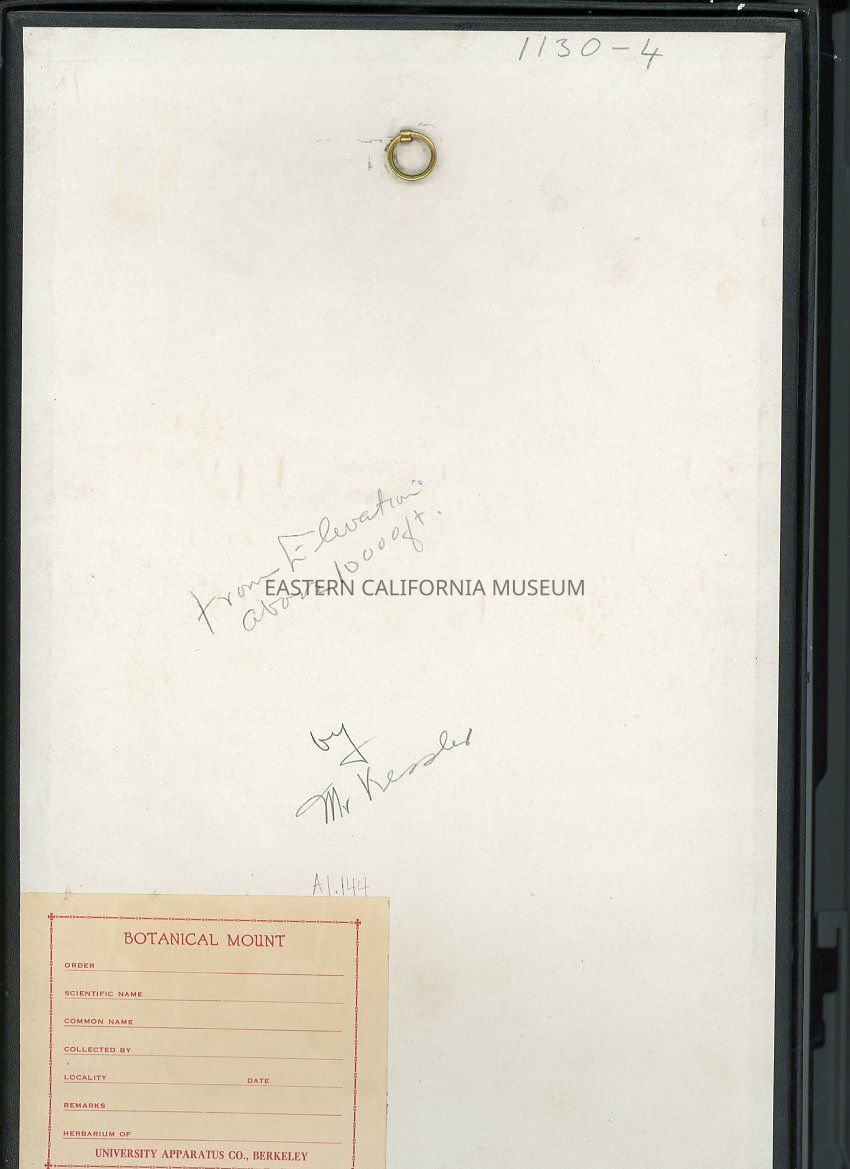 1130-4
From Elevation
above 10000 ft.
EASTERN CALIFORNIA MUSEUM
by
Mr Kessler
A1.144
BOTANICAL MOUNT
ORDER
SCIENTIFIC NAME
COMMON NAME
COLLECTED BY
LOCALITY DATE
REMARKS
HERBARIUM OF
UNIVERSITY APPARATUS CO., BERKELEY